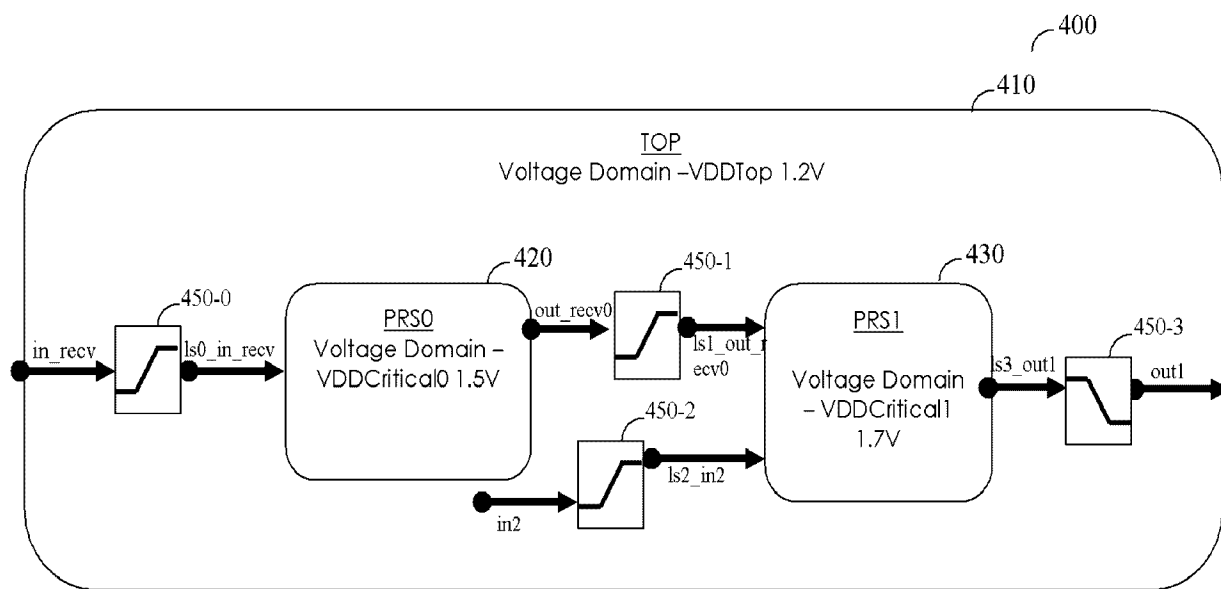 400
410
TOP
Voltage Domain –VDDTop 1.2V
420
430
450-1
450-0
450-3
PRS0
Voltage Domain –
VDDCritical0 1.5V
out_recv0
PRS1
Voltage Domain
– VDDCritical1
1.7V
in_recv
ls0_in_recv
ls1_out_r
ecv0
ls3_out1
out1
450-2
ls2_in2
in2